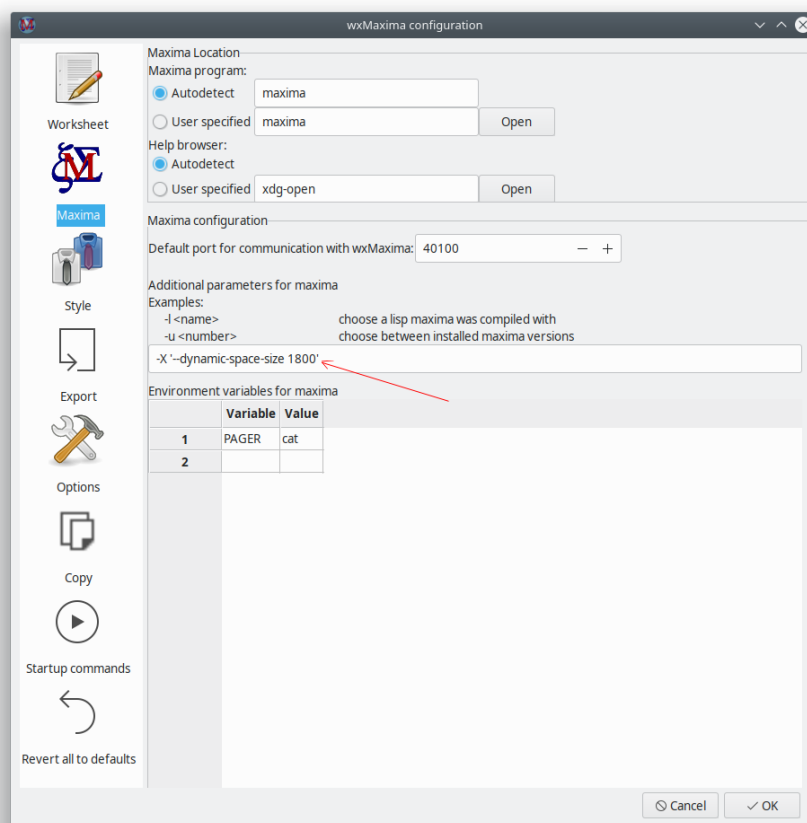 wxMaxima configuration
Worksheet
Maxima
Style
Export
Options
Copy
Startup commands
Revert all to defaults
Maxima Location
Maxima program:
Autodetect maxima
User specified maxima Open
Help browser:
Autodetect
User specified xdg-open Open
Maxima configuration
Default port for communication with wxMaxima: 40100 − +
Additional parameters for maxima
Examples:
-l <name> choose a lisp maxima was compiled with
-u <number> choose between installed maxima versions
-X '--dynamic-space-size 1800'
Environment variables for maxima
Variable Value
1 PAGER cat
2
Cancel OK